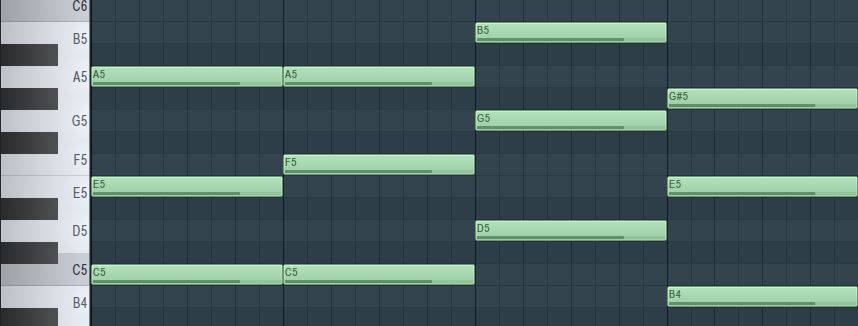 C6
B5 B5
A5 A5 A5
G#5
G5 G5
F5 F5
E5 E5 E5
D5 D5
C5 C5 C5
B4 B4